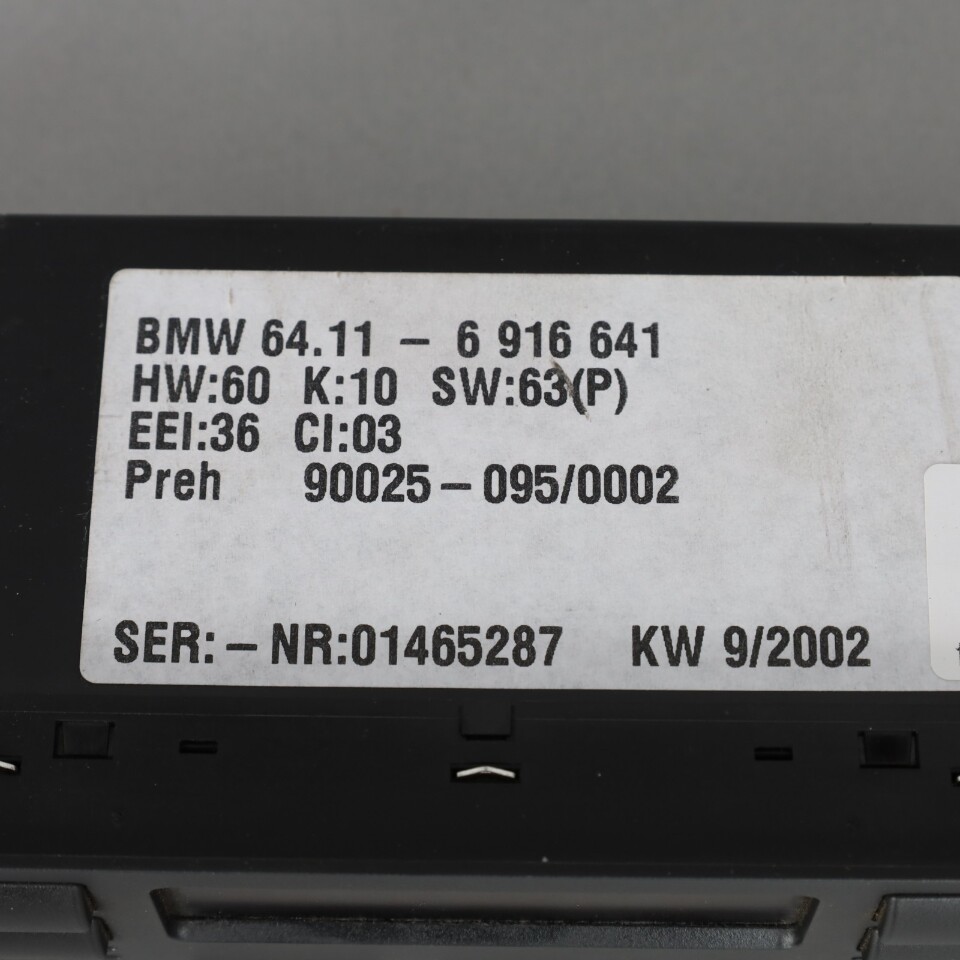 BMW 64.11 – 6 916 641
HW:60 K:10 SW:63(P)
EEI:36 CI:03
Preh 90025 – 095/0002
SER: – NR:01465287 KW 9/2002